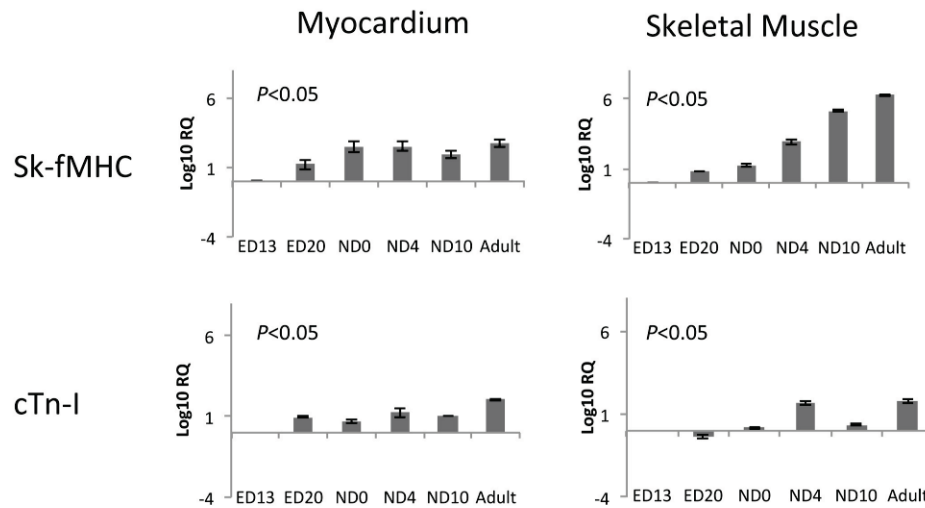 Myocardium Skeletal Muscle
Sk-fMHC
Log10 RQ
6
1
-4
P<0.05
ED13 ED20 ND0 ND4 ND10 Adult
Log10 RQ
6
1
-4
P<0.05
ED13 ED20 ND0 ND4 ND10 Adult
cTn-I
Log10 RQ
6
1
-4
P<0.05
ED13 ED20 ND0 ND4 ND10 Adult
Log10 RQ
6
1
-4
P<0.05
ED13 ED20 ND0 ND4 ND10 Adult